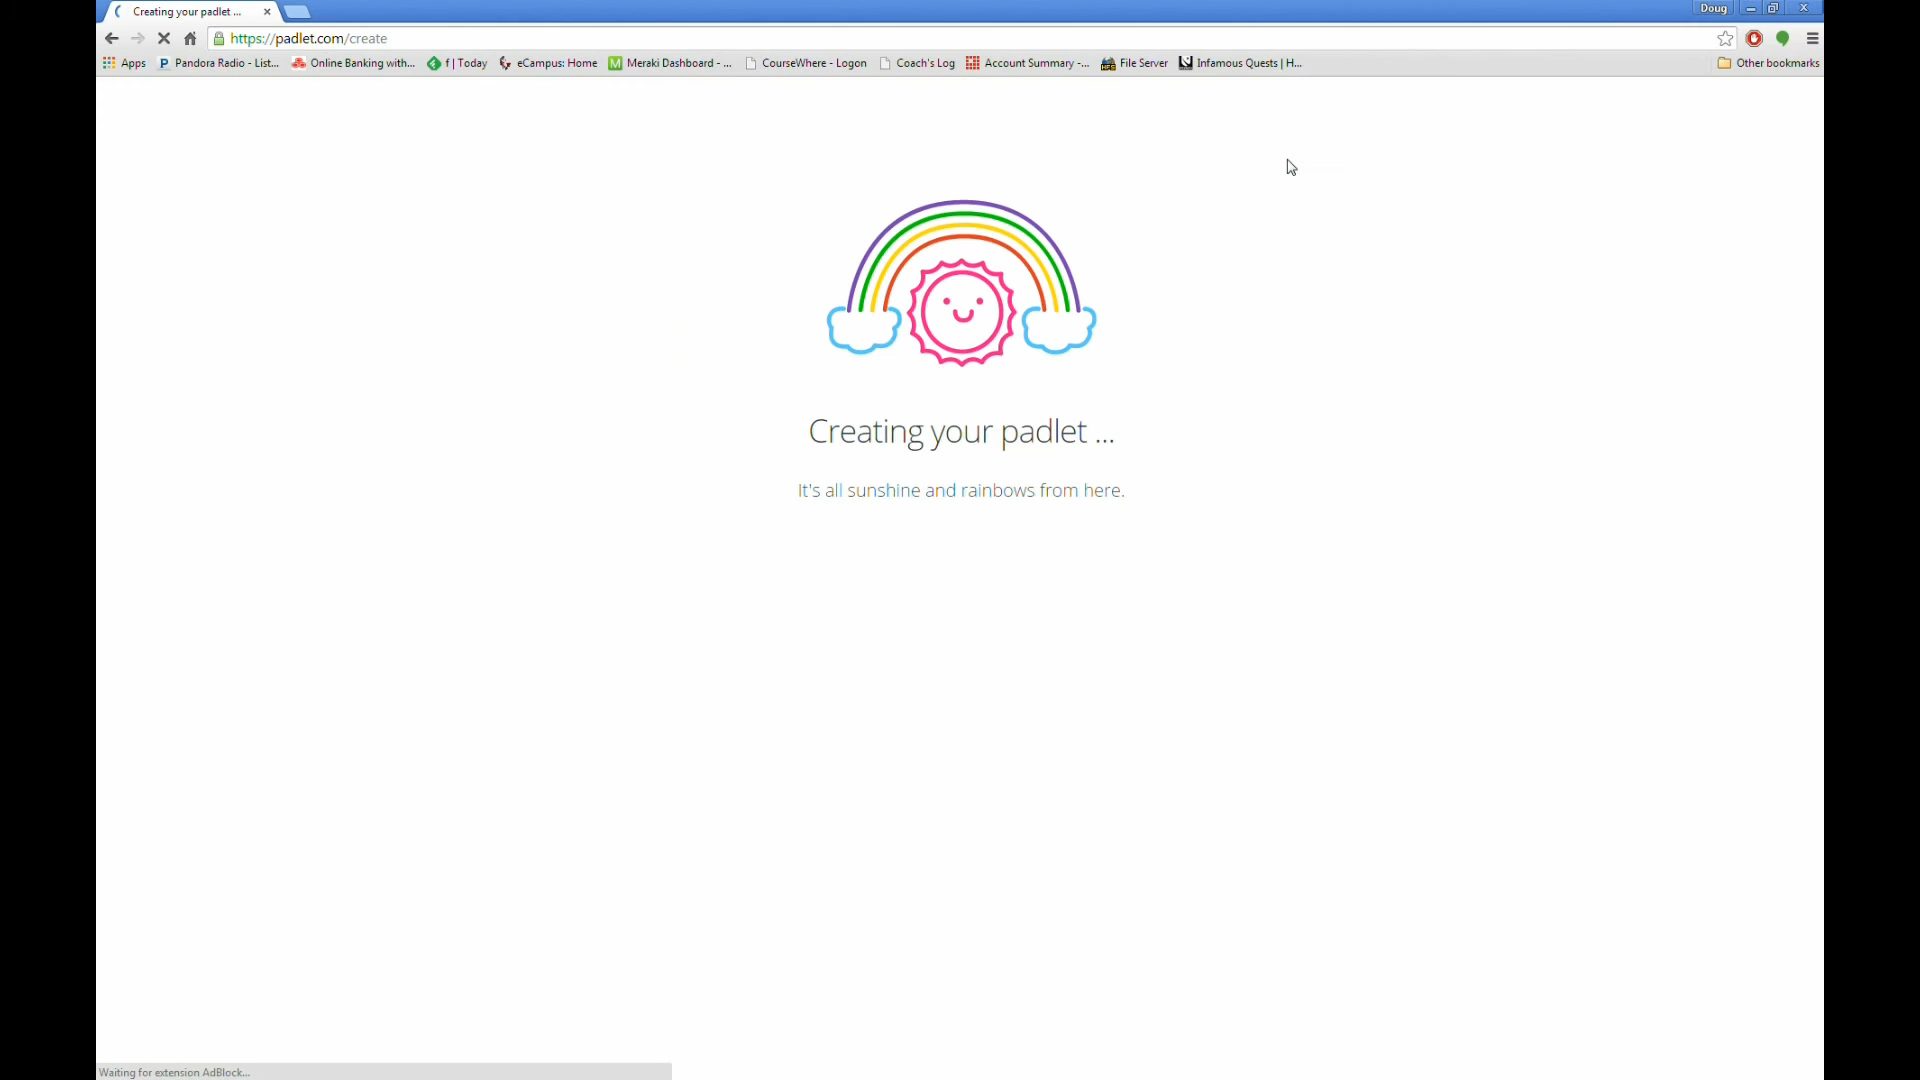 Creating your padlet ...
Doug
https://padlet.com/create
Apps
Pandora Radio - List...
Online Banking with...
f | Today
eCampus: Home
Meraki Dashboard - ...
CourseWhere - Logon
Coach's Log
Account Summary -...
File Server
Infamous Quests | H...
Other bookmarks
Creating your padlet ...
It's all sunshine and rainbows from here.
Waiting for extension AdBlock...